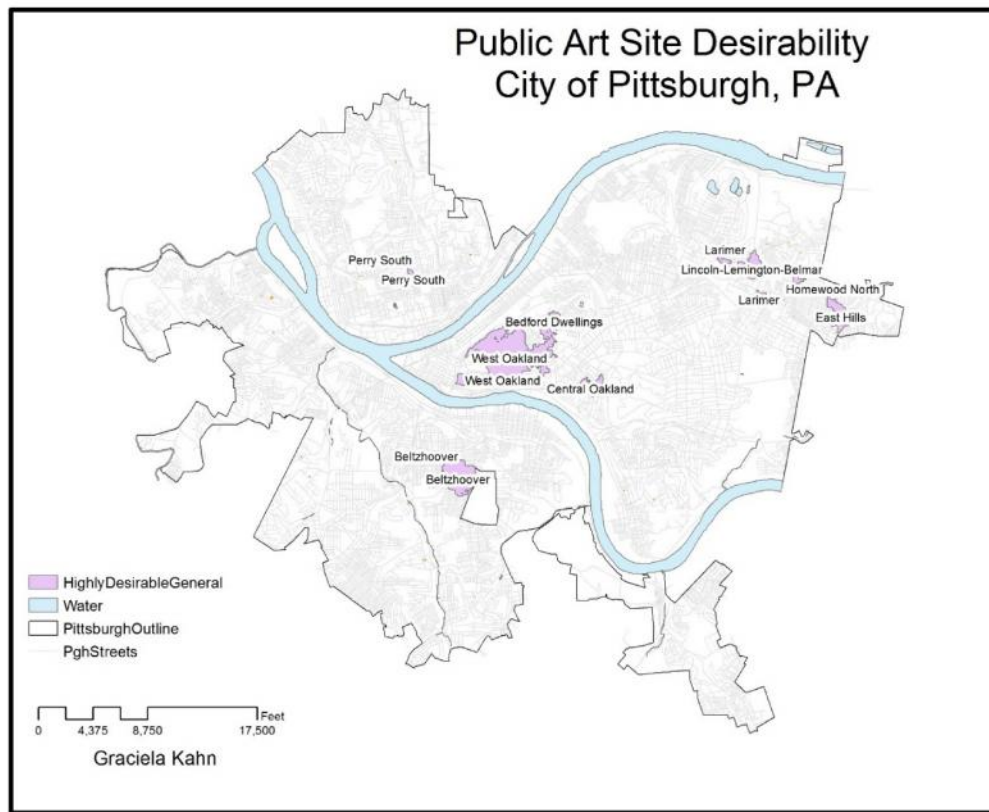 Public Art Site Desirability
City of Pittsburgh, PA
Larimer
Perry South
Lincoln-Lemington-Belmar
Perry South
Homewood North
Larimer
East Hills
Bedford Dwellings
West Oakland
West Oakland
Central Oakland
Beltzhoover
Beltzhoover
HighlyDesirableGeneral
Water
PittsburghOutline
PghStreets
Feet
0 4,375 8,750 17,500
Graciela Kahn